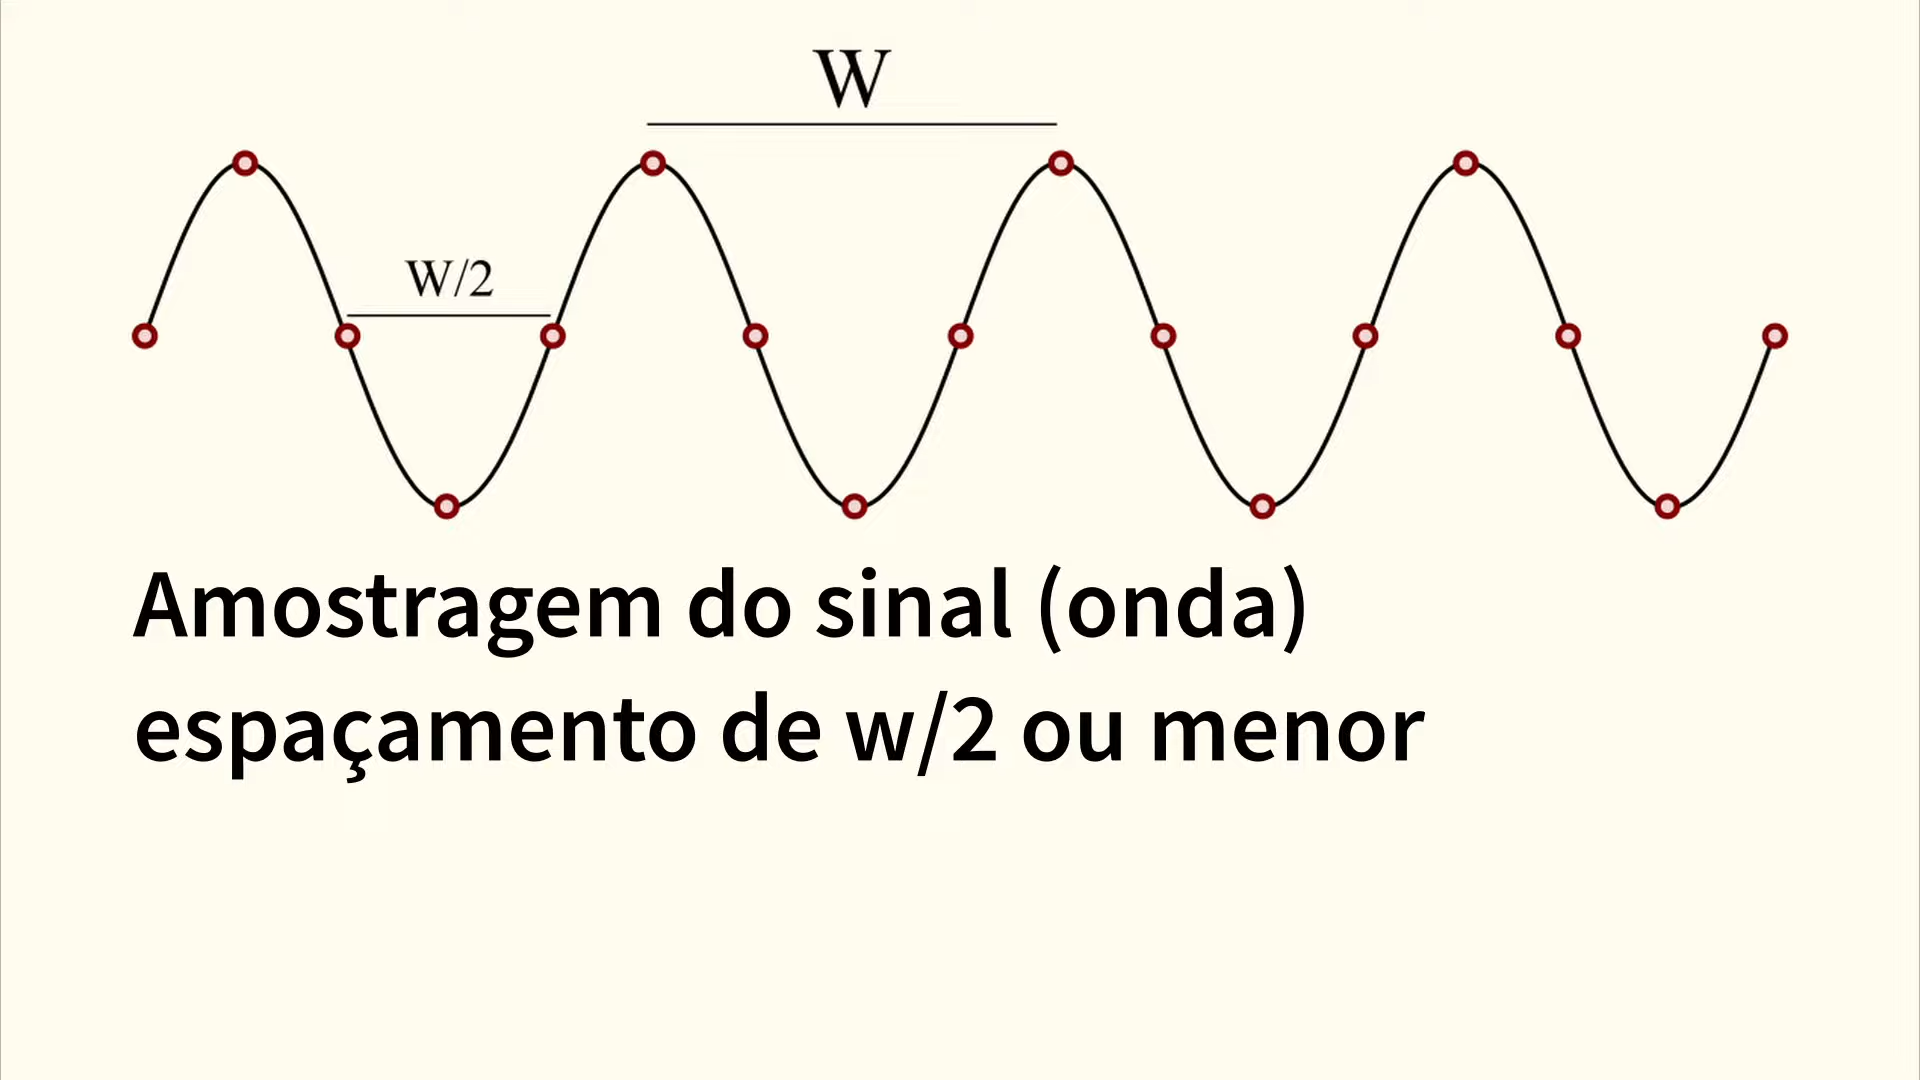 W
W/2
Amostragem do sinal (onda)
espaçamento de w/2 ou menor